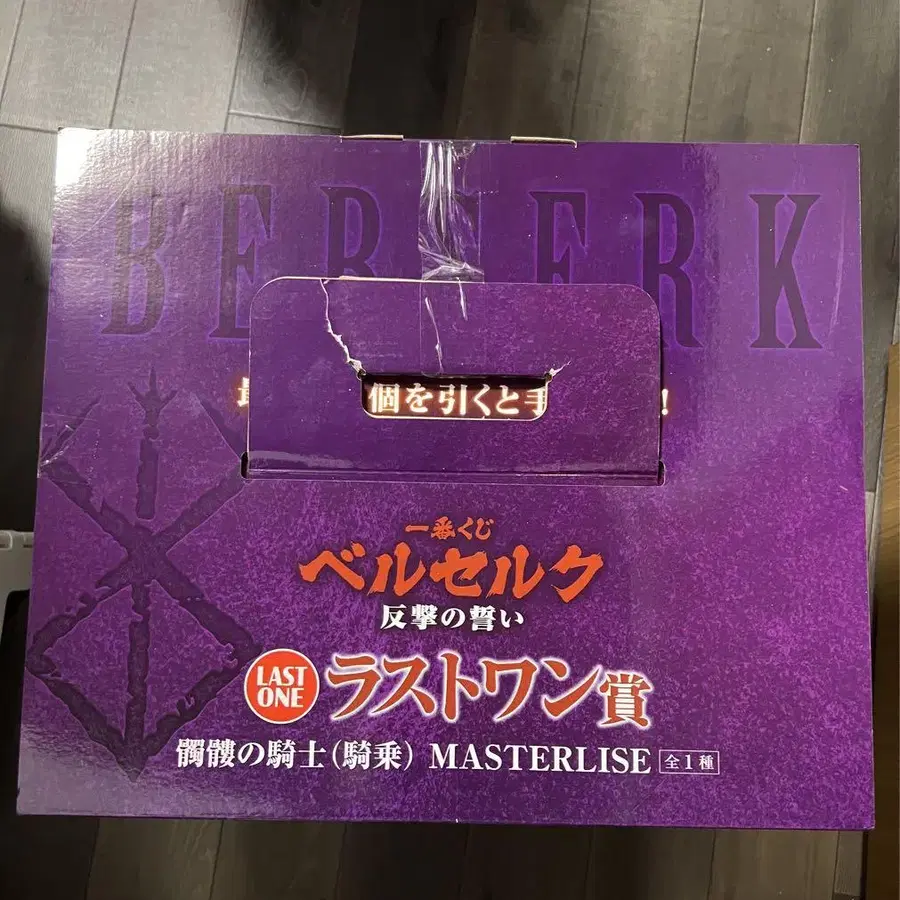 BERSERK
個を引くと手
!
一番くじ
ベルセルク
反撃の誓い
LAST ONE ラストワン賞
髑髏の騎士(騎乗) MASTERLISE 全1種